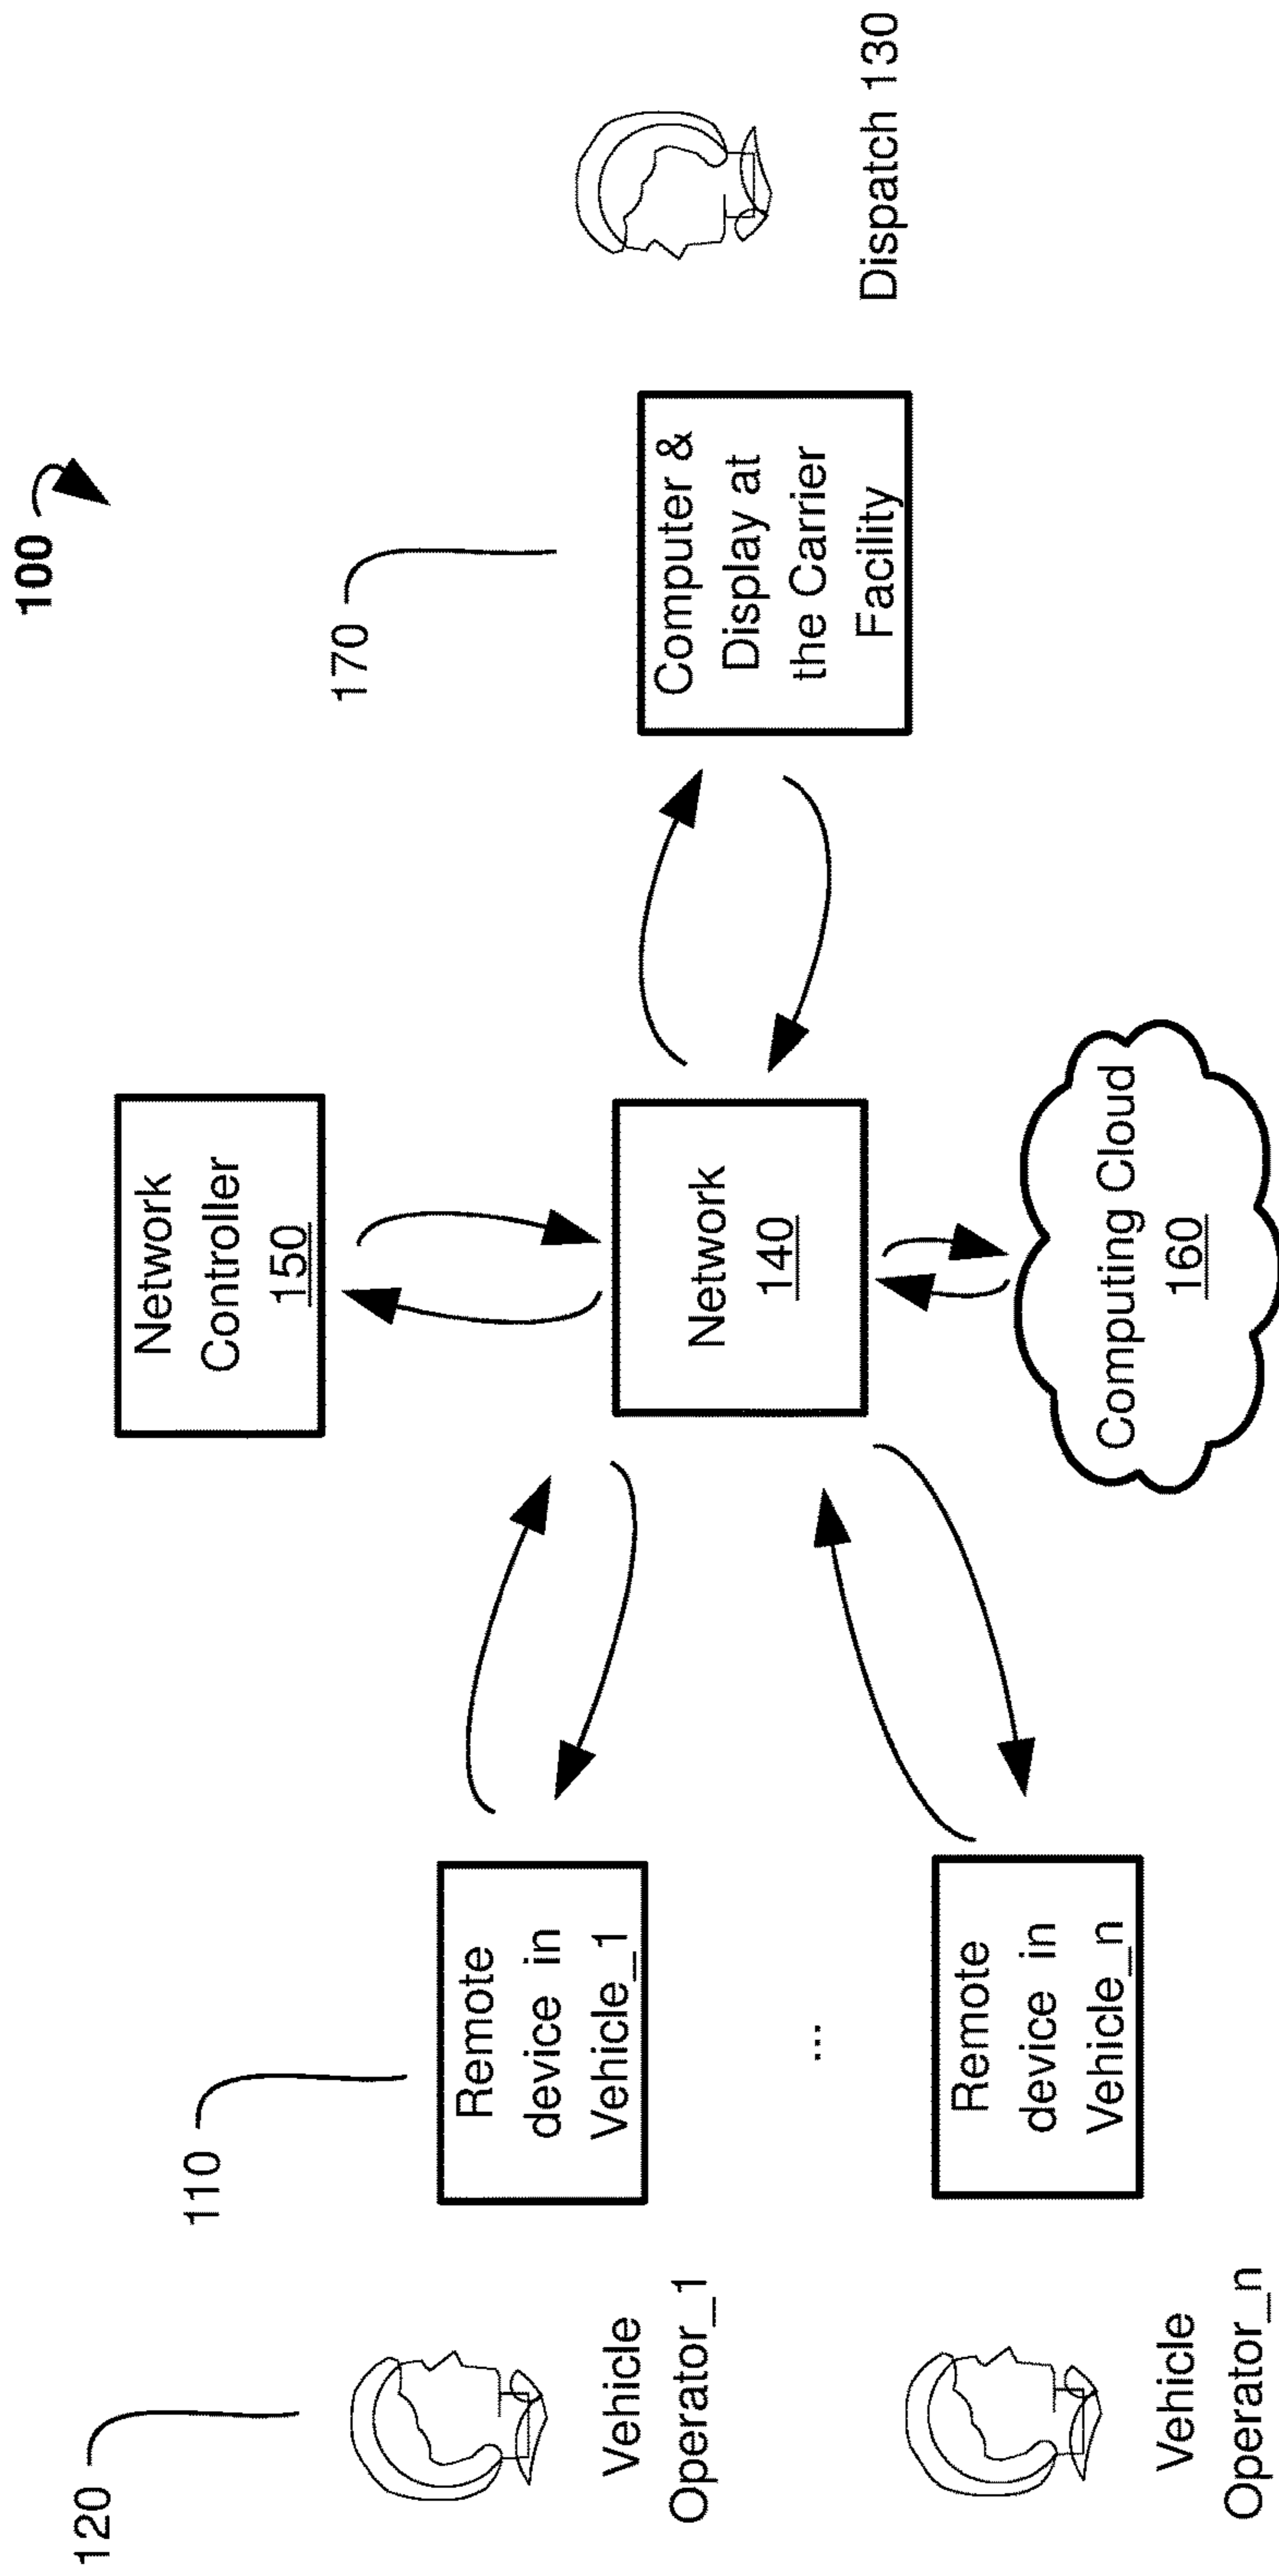 100
170
Network
Controller
150
110
120
Computer &
Display at
the Carrier
Facility
Dispatch 130
Network
140
Remote
device in
Vehicle_1
Vehicle
Operator_1
...
Computing Cloud
160
Remote
device in
Vehicle_n
Vehicle
Operator_n